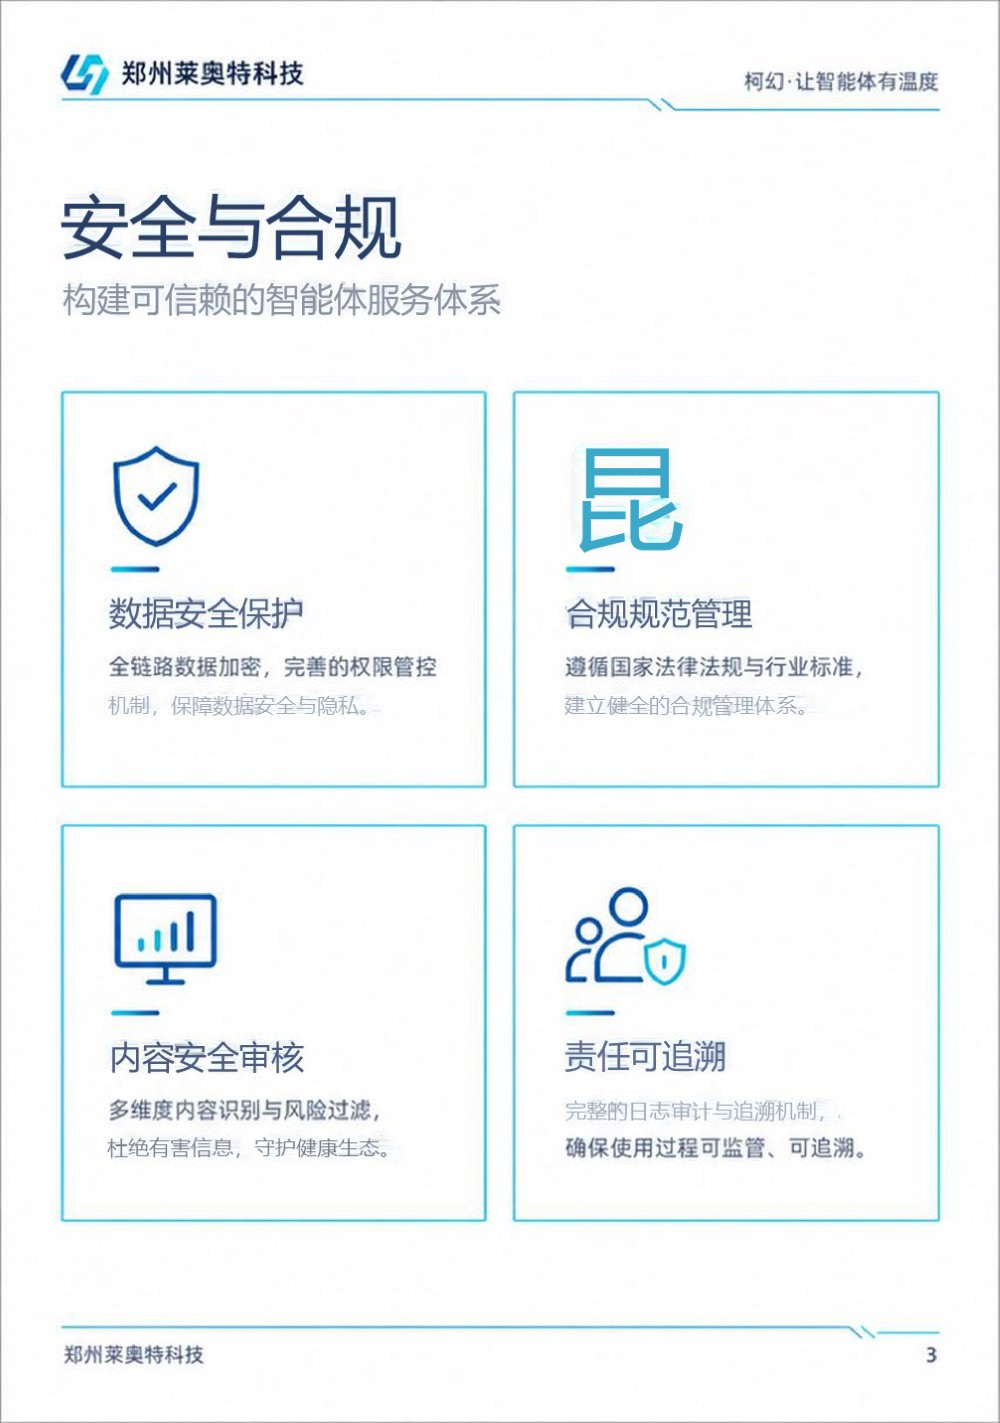 郑州莱奥特科技
柯幻·让智能体有温度
安全与合规
构建可信赖的智能体服务体系
数据安全保护
全链路数据加密，完善的权限管控
机制，保障数据安全与隐私。
昆
合规规范管理
遵循国家法律法规与行业标准，
建立健全的合规管理体系。
内容安全审核
多维度内容识别与风险过滤，
杜绝有害信息，守护健康生态。
责任可追溯
完整的日志审计与追溯机制，
确保使用过程可监管、可追溯。
郑州莱奥特科技
3